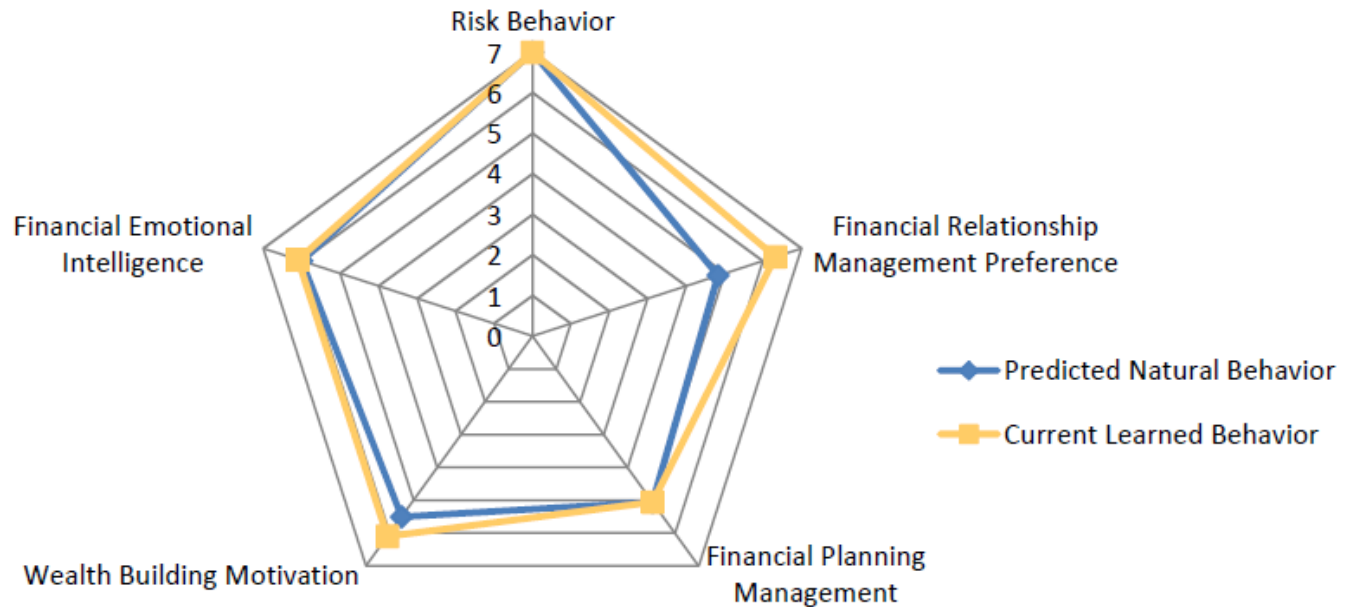 Risk Behavior
7
6
5
4
3
2
1
0
Financial Emotional
Intelligence
Financial Relationship
Management Preference
Predicted Natural Behavior
Current Learned Behavior
Wealth Building Motivation
Financial Planning
Management